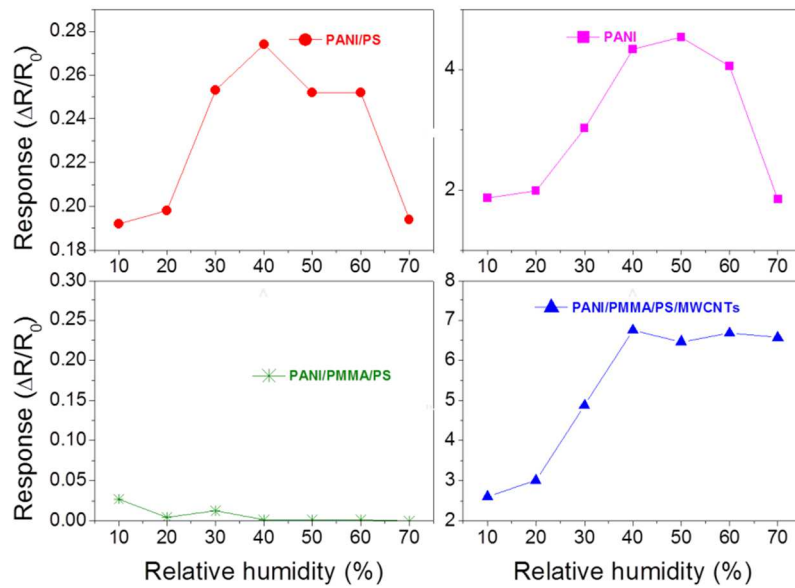 Response (ΔR/R0)
0.28
0.26
0.24
0.22
0.20
0.18
PANI/PS
10 20 30 40 50 60 70
4
2
PANI
10 20 30 40 50 60 70
Response (ΔR/R0)
0.30
0.25
0.20
0.15
0.10
0.05
0.00
PANI/PMMA/PS
10 20 30 40 50 60 70
Relative humidity (%)
8
7
6
5
4
3
2
PANI/PMMA/PS/MWCNTs
10 20 30 40 50 60 70
Relative humidity (%)